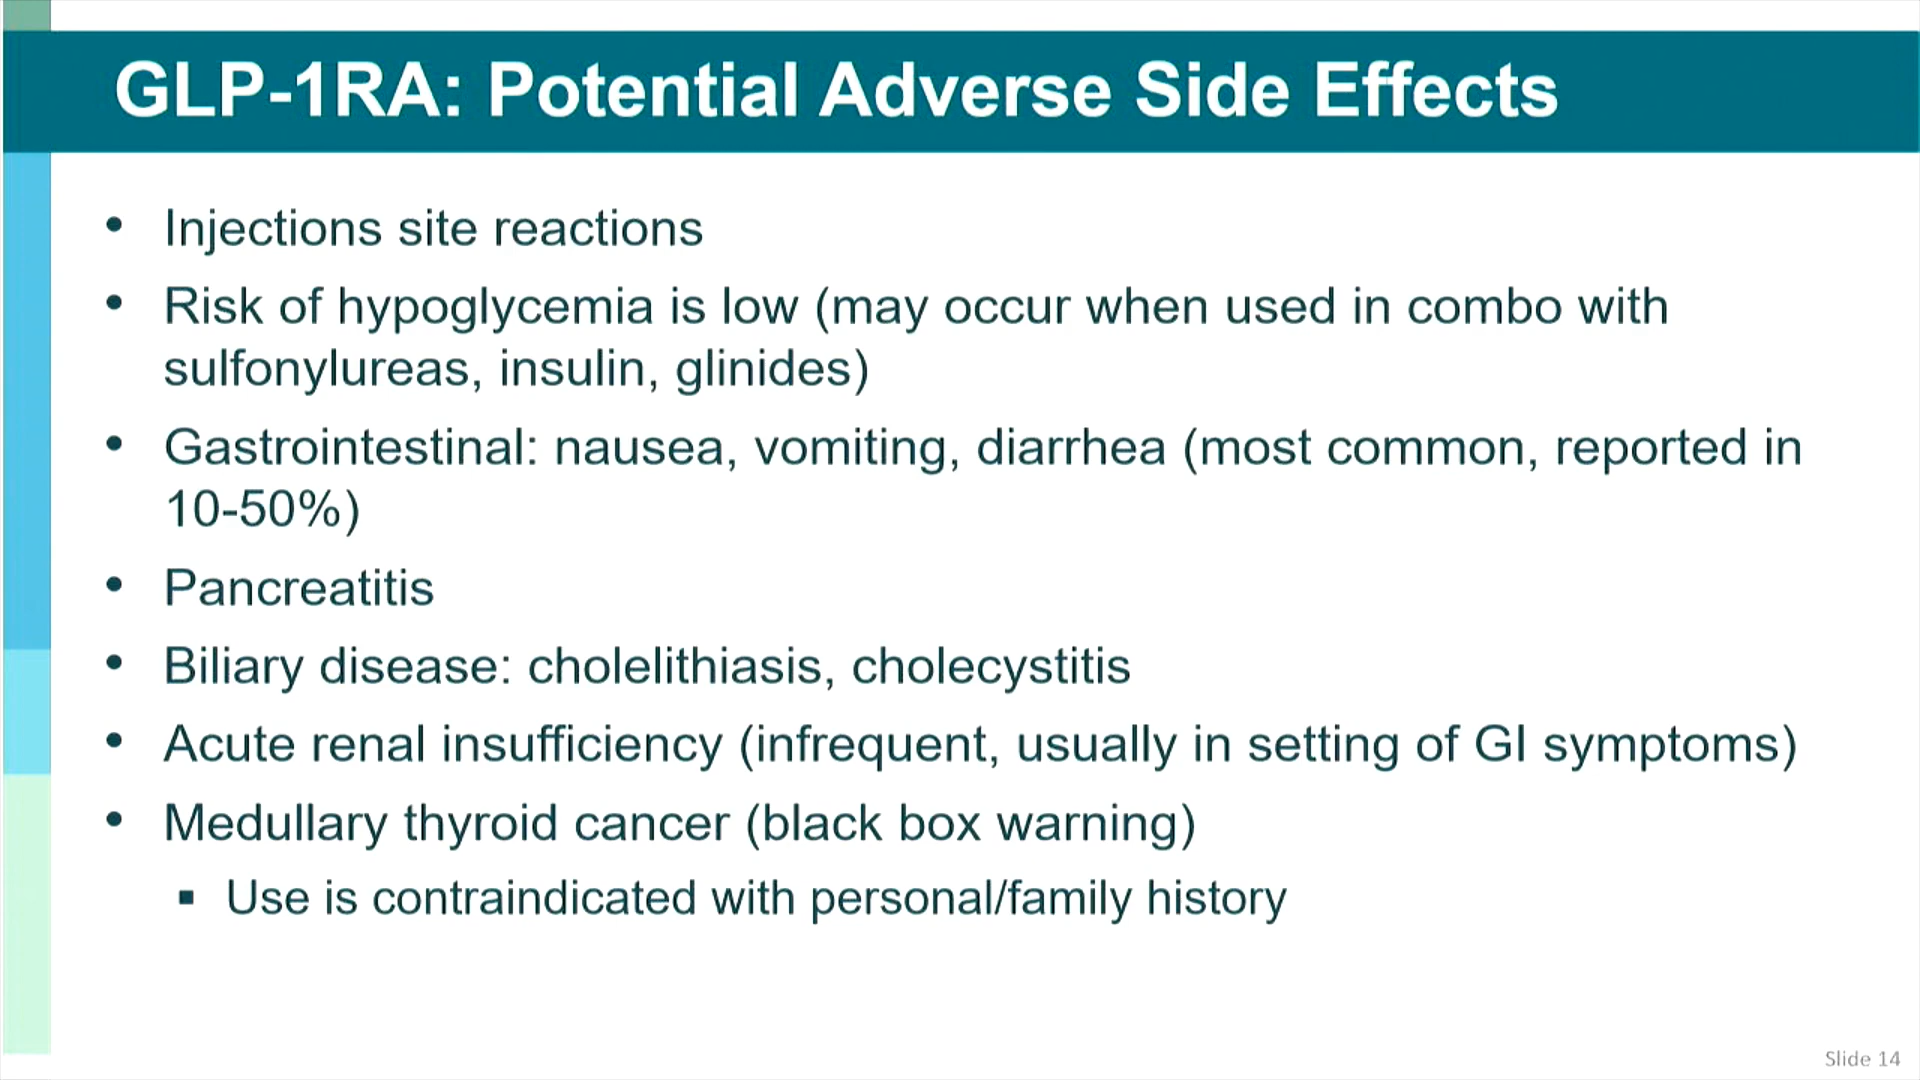 GLP-1RA: Potential Adverse Side Effects
• Injections site reactions
• Risk of hypoglycemia is low (may occur when used in combo with
sulfonylureas, insulin, glinides)
• Gastrointestinal: nausea, vomiting, diarrhea (most common, reported in
10-50%)
• Pancreatitis
• Biliary disease: cholelithiasis, cholecystitis
• Acute renal insufficiency (infrequent, usually in setting of GI symptoms)
• Medullary thyroid cancer (black box warning)
▪ Use is contraindicated with personal/family history
Slide 14